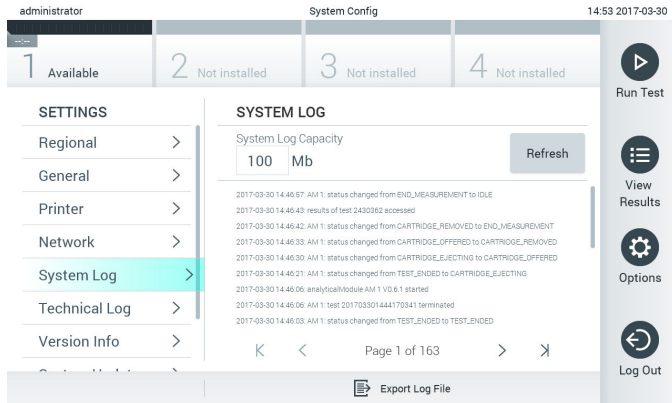 administrator
System Config
14:53 2017-03-30
--:--
1 Available
2 Not installed
3 Not installed
4 Not installed
SETTINGS
Regional
General
Printer
Network
System Log
Technical Log
Version Info
SYSTEM LOG
System Log Capacity
100 Mb
Refresh
2017-03-30 14:46:57: AM 1: status changed from END_MEASUREMENT to IDLE
2017-03-30 14:46:43: results of test 2430362 accessed
2017-03-30 14:46:42: AM 1: status changed from CARTRIDGE_REMOVED to END_MEASUREMENT
2017-03-30 14:46:33: AM 1: status changed from CARTRIDGE_OFFERED to CARTRIDGE_REMOVED
2017-03-30 14:46:30: AM 1: status changed from CARTRIDGE_EJECTING to CARTRIDGE_OFFERED
2017-03-30 14:46:21: AM 1: status changed from TEST_ENDED to CARTRIDGE_EJECTING
2017-03-30 14:46:06: analyticalModule AM 1 V0.6.1 started
2017-03-30 14:46:06: AM 1: test 201703301444170341 terminated
2017-03-30 14:46:03: AM 1: status changed from TEST_ENDED to TEST_ENDED
Page 1 of 163
Export Log File
Run Test
View
Results
Options
Log Out